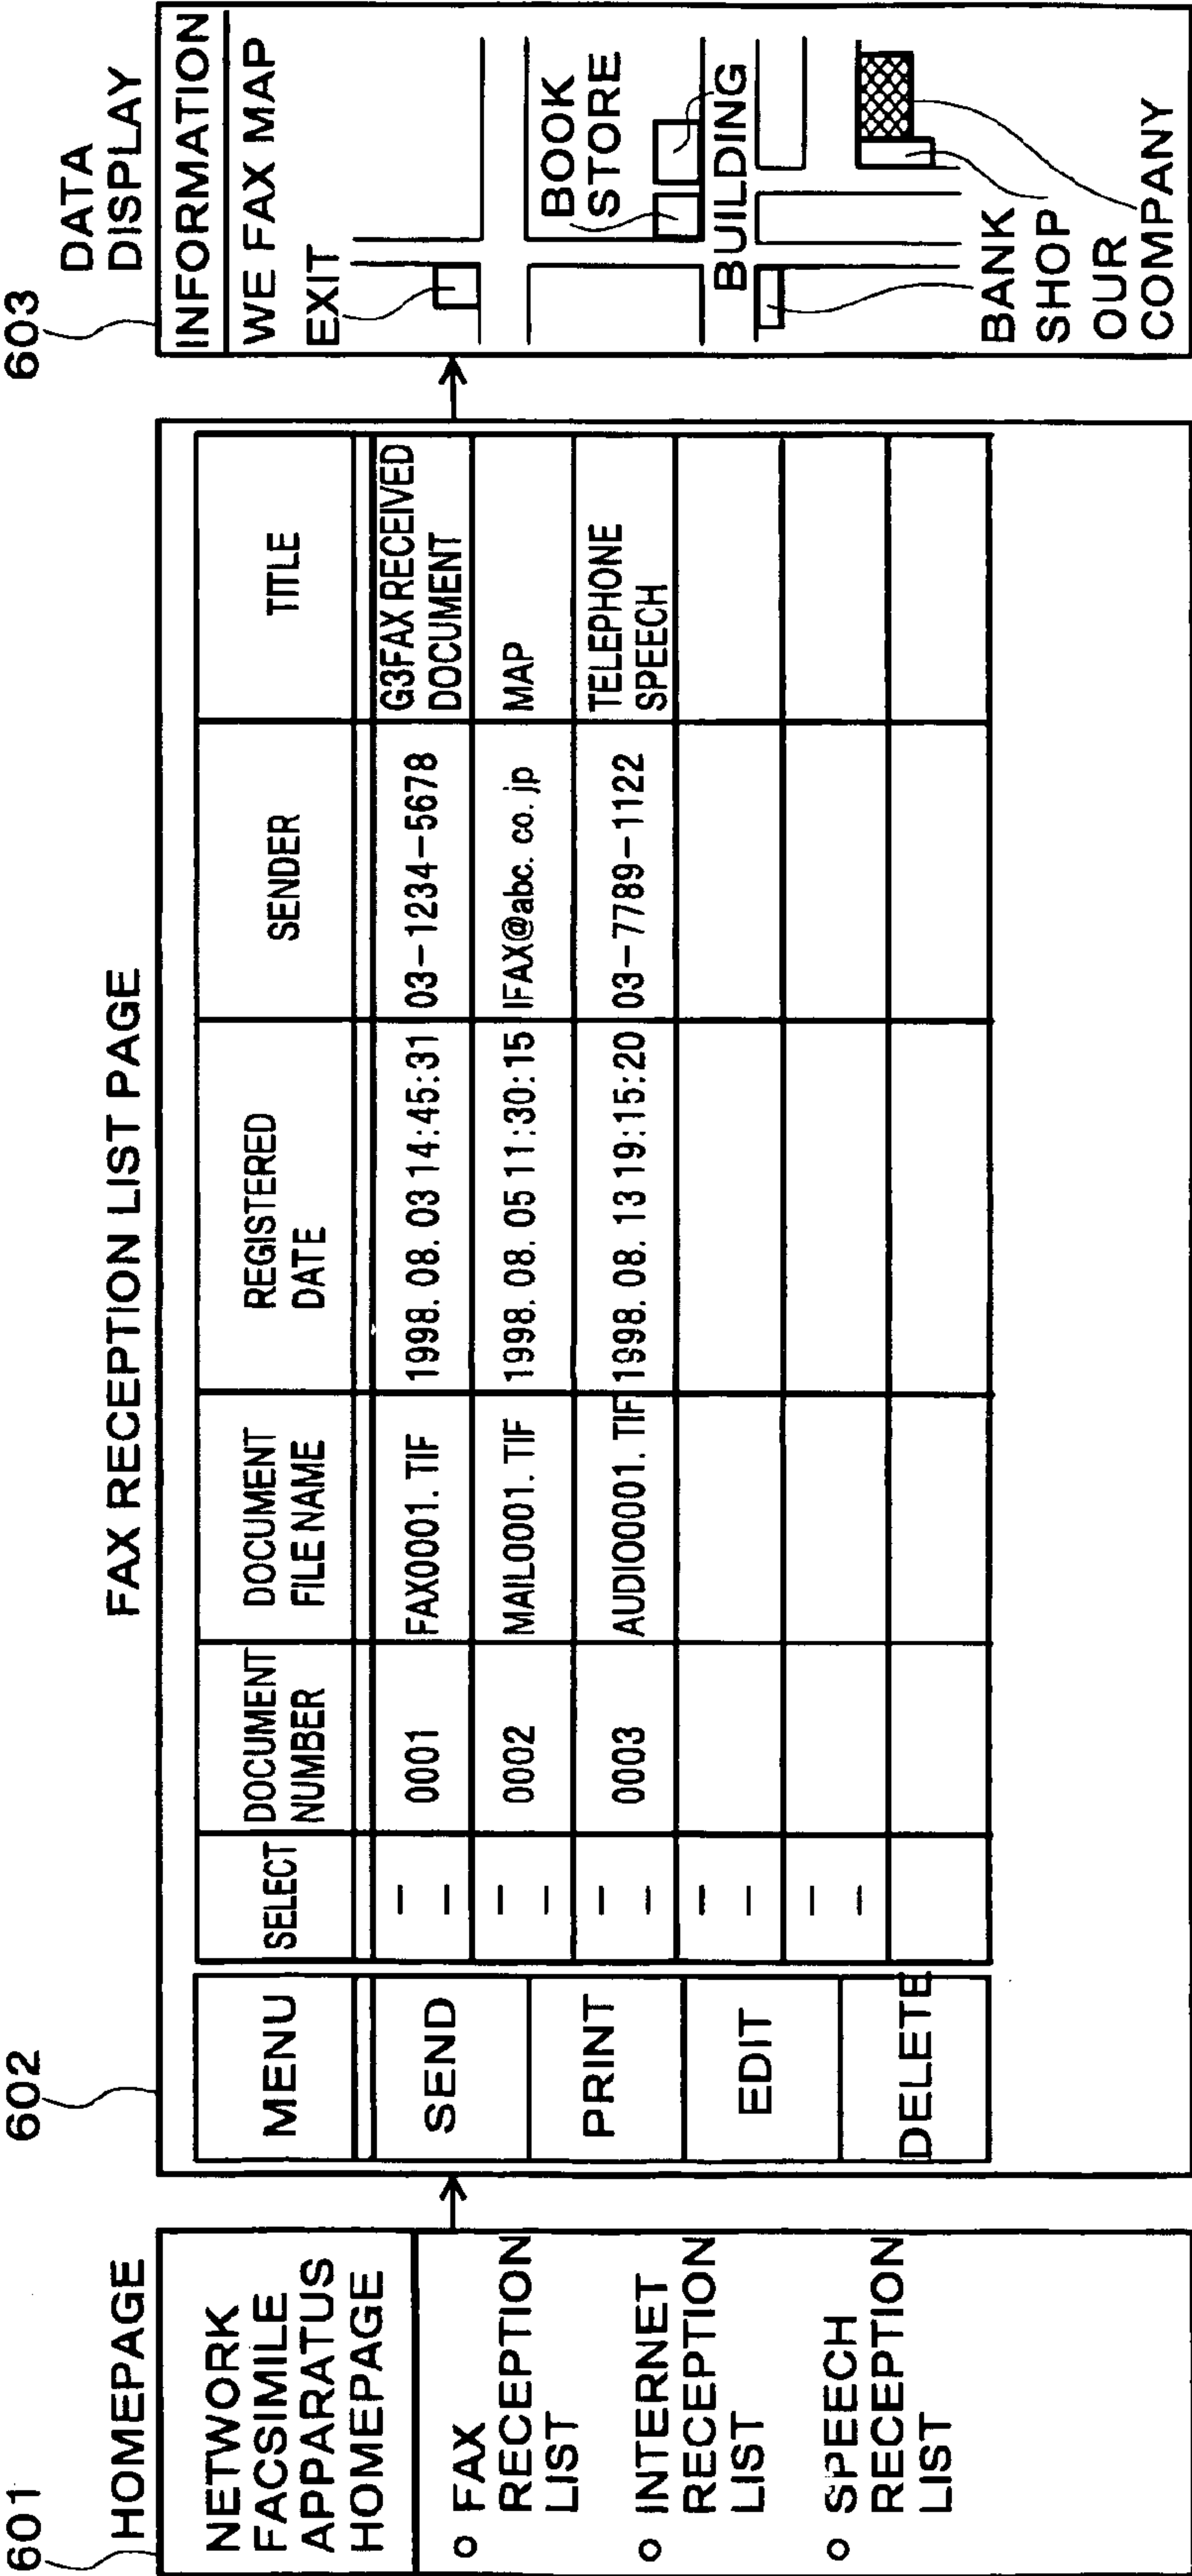 601
HOMEPAGE
NETWORK
FACSIMILE
APPARATUS
HOMEPAGE
o FAX
RECEPTION
LIST
o INTERNET
RECEPTION
LIST
o SPEECH
RECEPTION
LIST
602
FAX RECEPTION LIST PAGE
MENU
SEND
PRINT
EDIT
DELETE
SELECT
DOCUMENT
NUMBER
DOCUMENT
FILE NAME
REGISTERED
DATE
SENDER
TITLE
— —
0001
FAX0001. TIF
1998. 08. 03 14:45:31
03-1234-5678
G3FAX RECEIVED
DOCUMENT
— —
0002
MAIL0001. TIF
1998. 08. 05 11:30:15
IFAX@abc. co. jp
MAP
— —
0003
AUDIO0001. TIF
1998. 08. 13 19:15:20
03-7789-1122
TELEPHONE
SPEECH
— —
— —
603
DATA
DISPLAY
INFORMATION
WE FAX MAP
EXIT
BOOK
STORE
BUILDING
BANK
SHOP
OUR
COMPANY